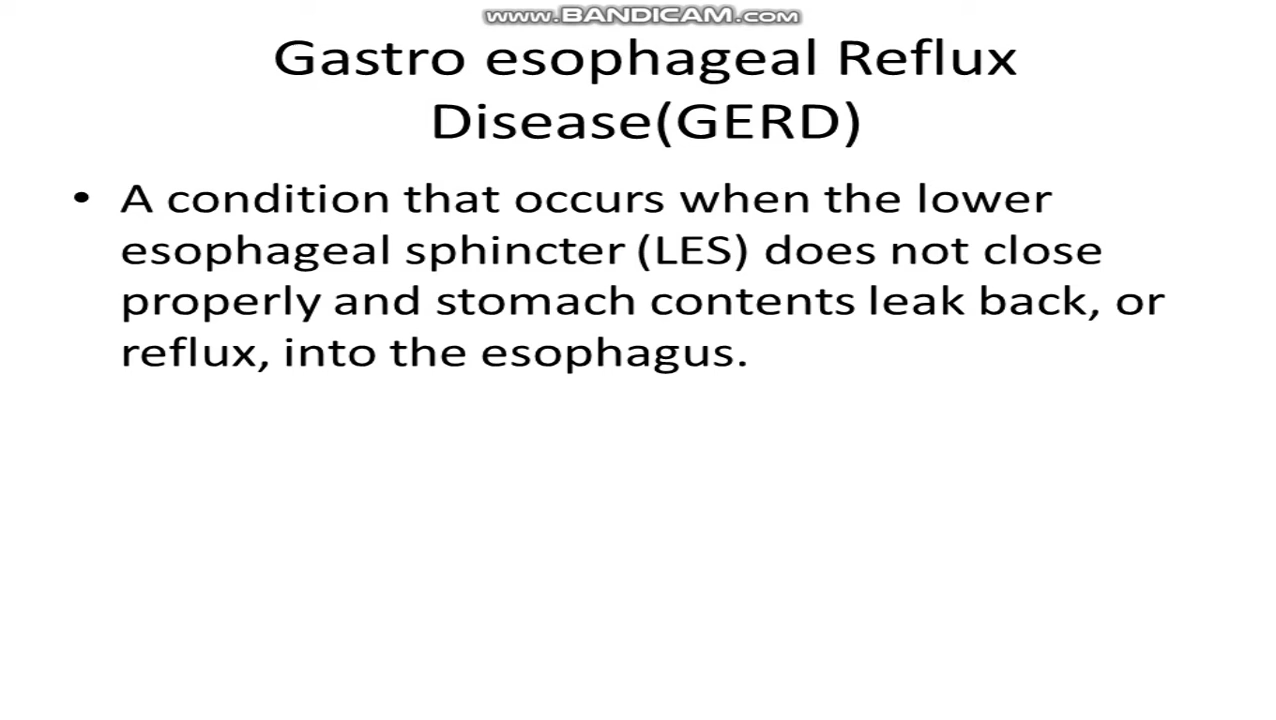 www.BANDICAM.com
Gastro esophageal Reflux
Disease(GERD)
• A condition that occurs when the lower
esophageal sphincter (LES) does not close
properly and stomach contents leak back, or
reflux, into the esophagus.